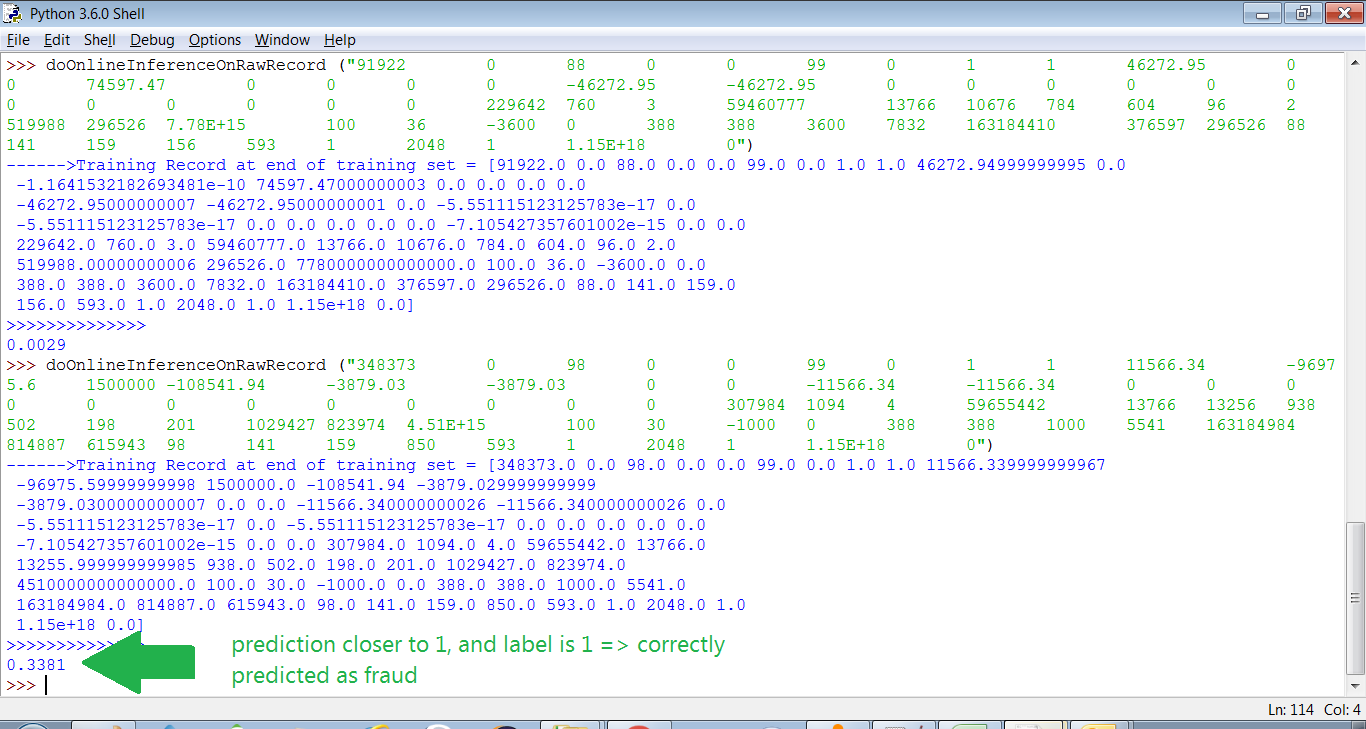 Python 3.6.0 Shell
File Edit Shell Debug Options Window Help
>>> doOnlineInferenceOnRawRecord ("91922 0 88 0 0 99 0 1 1 46272.95 0
0 74597.47 0 0 0 0 -46272.95 -46272.95 0 0 0 0 0 0
0 0 0 0 0 0 229642 760 3 59460777 13766 10676 784 604 96 2
519988 296526 7.78E+15 100 36 -3600 0 388 388 3600 7832 163184410 376597 296526 88
141 159 156 593 1 2048 1 1.15E+18 0")
------>Training Record at end of training set = [91922.0 0.0 88.0 0.0 0.0 99.0 0.0 1.0 1.0 46272.94999999995 0.0
-1.1641532182693481e-10 74597.47000000003 0.0 0.0 0.0 0.0
-46272.95000000007 -46272.95000000001 0.0 -5.551115123125783e-17 0.0
-5.551115123125783e-17 0.0 0.0 0.0 0.0 0.0 -7.105427357601002e-15 0.0 0.0
229642.0 760.0 3.0 59460777.0 13766.0 10676.0 784.0 604.0 96.0 2.0
519988.00000000006 296526.0 7780000000000000.0 100.0 36.0 -3600.0 0.0
388.0 388.0 3600.0 7832.0 163184410.0 376597.0 296526.0 88.0 141.0 159.0
156.0 593.0 1.0 2048.0 1.0 1.15e+18 0.0]
>>>>>>>>>>>>>>
0.0029
>>> doOnlineInferenceOnRawRecord ("348373 0 98 0 0 99 0 1 1 11566.34 -9697
5.6 1500000 -108541.94 -3879.03 -3879.03 0 0 -11566.34 -11566.34 0 0 0
0 0 0 0 0 0 0 0 0 307984 1094 4 59655442 13766 13256 938
502 198 201 1029427 823974 4.51E+15 100 30 -1000 0 388 388 1000 5541 163184984
814887 615943 98 141 159 850 593 1 2048 1 1.15E+18 0")
------>Training Record at end of training set = [348373.0 0.0 98.0 0.0 0.0 99.0 0.0 1.0 1.0 11566.339999999967
-96975.59999999998 1500000.0 -108541.94 -3879.029999999999
-3879.0300000000007 0.0 0.0 -11566.340000000026 -11566.340000000026 0.0
-5.551115123125783e-17 0.0 -5.551115123125783e-17 0.0 0.0 0.0 0.0 0.0
-7.105427357601002e-15 0.0 0.0 307984.0 1094.0 4.0 59655442.0 13766.0
13255.999999999985 938.0 502.0 198.0 201.0 1029427.0 823974.0
4510000000000000.0 100.0 30.0 -1000.0 0.0 388.0 388.0 1000.0 5541.0
163184984.0 814887.0 615943.0 98.0 141.0 159.0 850.0 593.0 1.0 2048.0 1.0
1.15e+18 0.0]
>>>>>>>>>>>>>>
0.3381
prediction closer to 1, and label is 1 => correctly
predicted as fraud
>>>
Ln: 114 Col: 4